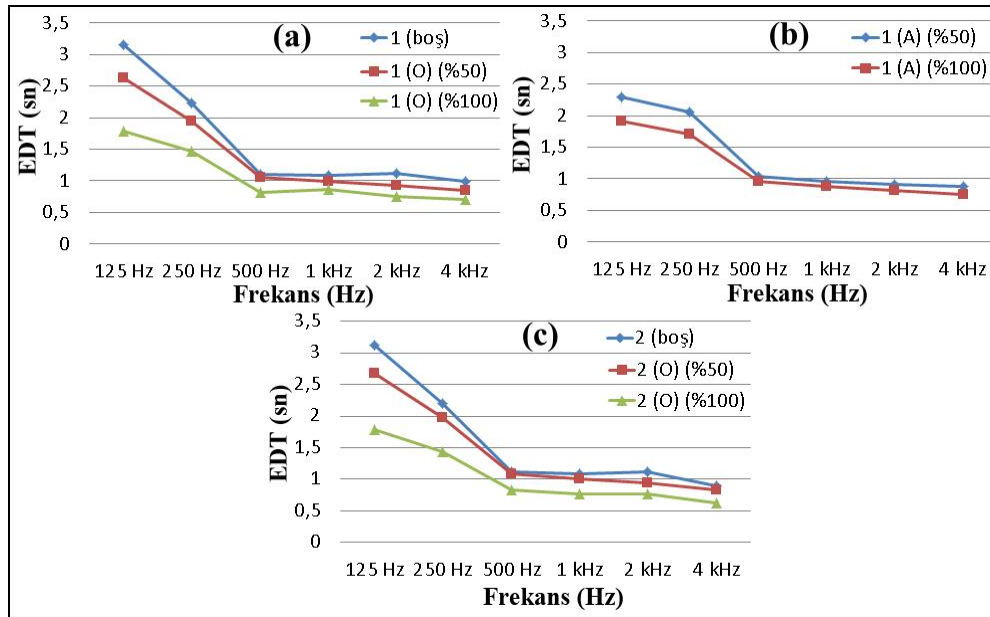 (a)
EDT (sn)
3,5
3
2,5
2
1,5
1
0,5
0
1 (boş)
1 (O) (%50)
1 (O) (%100)
125 Hz 250 Hz 500 Hz 1 kHz 2 kHz 4 kHz
Frekans (Hz)
(b)
EDT (sn)
3,5
3
2,5
2
1,5
1
0,5
0
1 (A) (%50)
1 (A) (%100)
125 Hz 250 Hz 500 Hz 1 kHz 2 kHz 4 kHz
Frekans (Hz)
(c)
EDT (sn)
3,5
3
2,5
2
1,5
1
0,5
0
2 (boş)
2 (O) (%50)
2 (O) (%100)
125 Hz 250 Hz 500 Hz 1 kHz 2 kHz 4 kHz
Frekans (Hz)